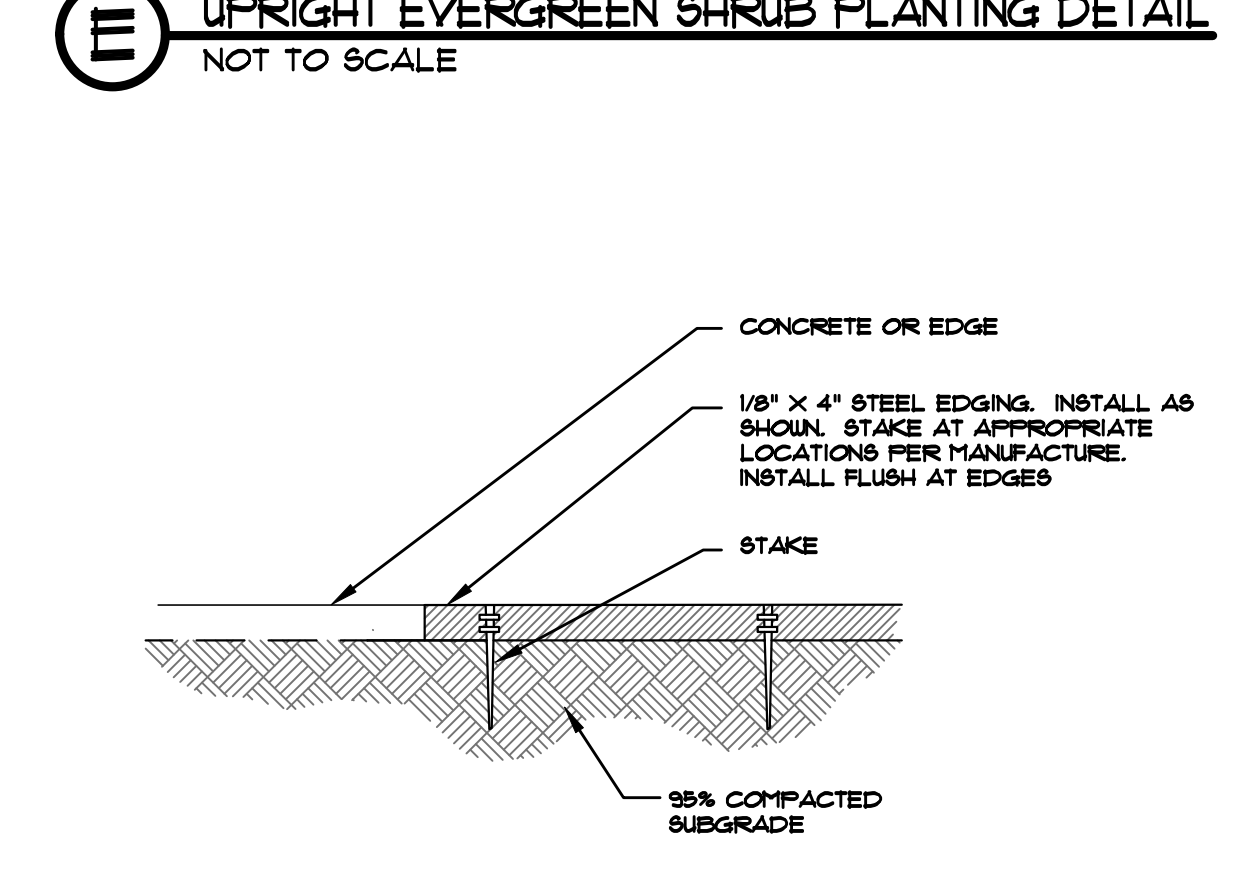 E
UPRIGHT EVERGREEN SHRUB PLANTING DETAIL
NOT TO SCALE
CONCRETE OR EDGE
1/8" X 4" STEEL EDGING. INSTALL AS
SHOWN. STAKE AT APPROPRIATE
LOCATIONS PER MANUFACTURE.
INSTALL FLUSH AT EDGES
STAKE
95% COMPACTED
SUBGRADE